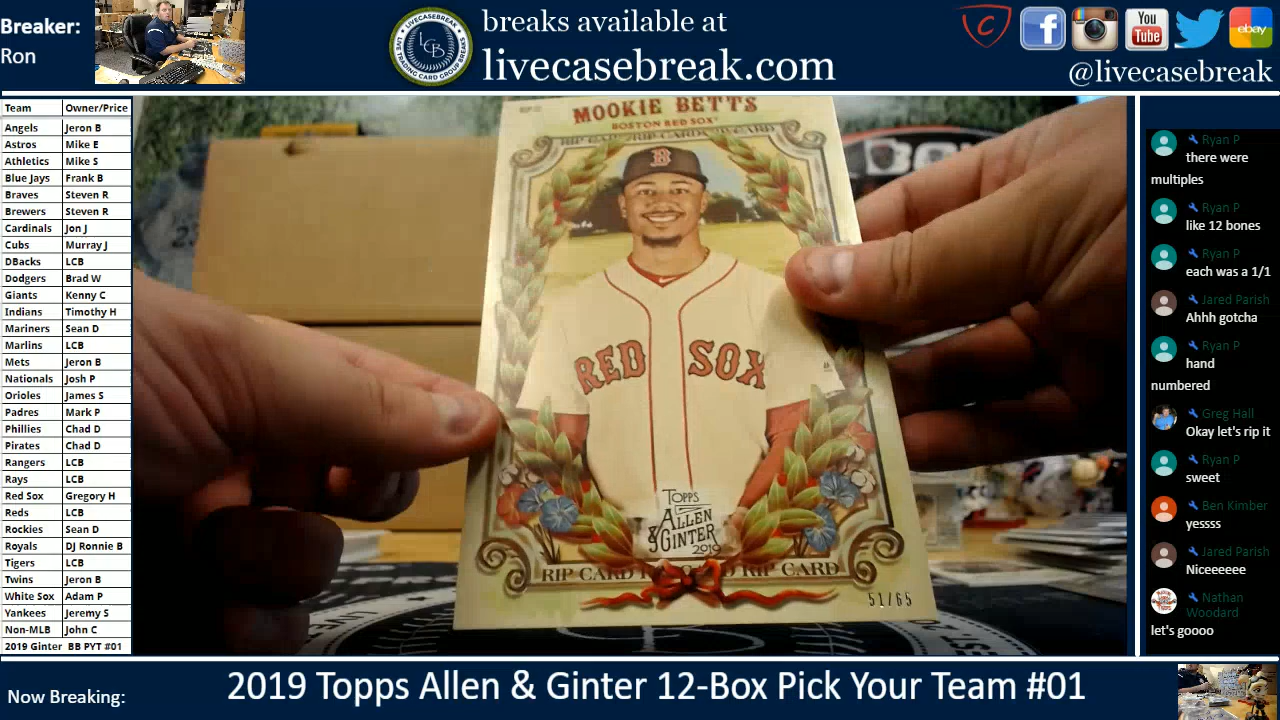 Breaker:
Ron
LCB
breaks available at
livecasebreak.com
You
Tube
ebay
@livecasebreak
Team Owner/Price
Angels Jeron B
Astros Mike E
Athletics Mike S
Blue Jays Frank B
Braves Steven R
Brewers Steven R
Cardinals Jon J
Cubs Murray J
DBacks LCB
Dodgers Brad W
Giants Kenny C
Indians Timothy H
Mariners Sean D
Marlins LCB
Mets Jeron B
Nationals Josh P
Orioles James S
Padres Mark P
Phillies Chad D
Pirates Chad D
Rangers LCB
Rays LCB
Red Sox Gregory H
Reds LCB
Rockies Sean D
Royals DJ Ronnie B
Tigers LCB
Twins Jeron B
White Sox Adam P
Yankees Jeremy S
Non-MLB John C
2019 Ginter BB PYT #01
MOOKIE BETTS
BOSTON RED SOX
B
RED SOX
TOPPS
ALLEN
& GINTER
2019
RIP CARD RIP CARD
51/65
Ryan P
there were
multiples
Ryan P
like 12 bones
Ryan P
each was a 1/1
Jared Parish
Ahhh gotcha
Ryan P
hand
numbered
Greg Hall
Okay let's rip it
Ryan P
sweet
Ben Kimber
yessss
Jared Parish
Niceeeeee
Nathan
Woodard
let's goooo
Now Breaking:
2019 Topps Allen & Ginter 12-Box Pick Your Team #01